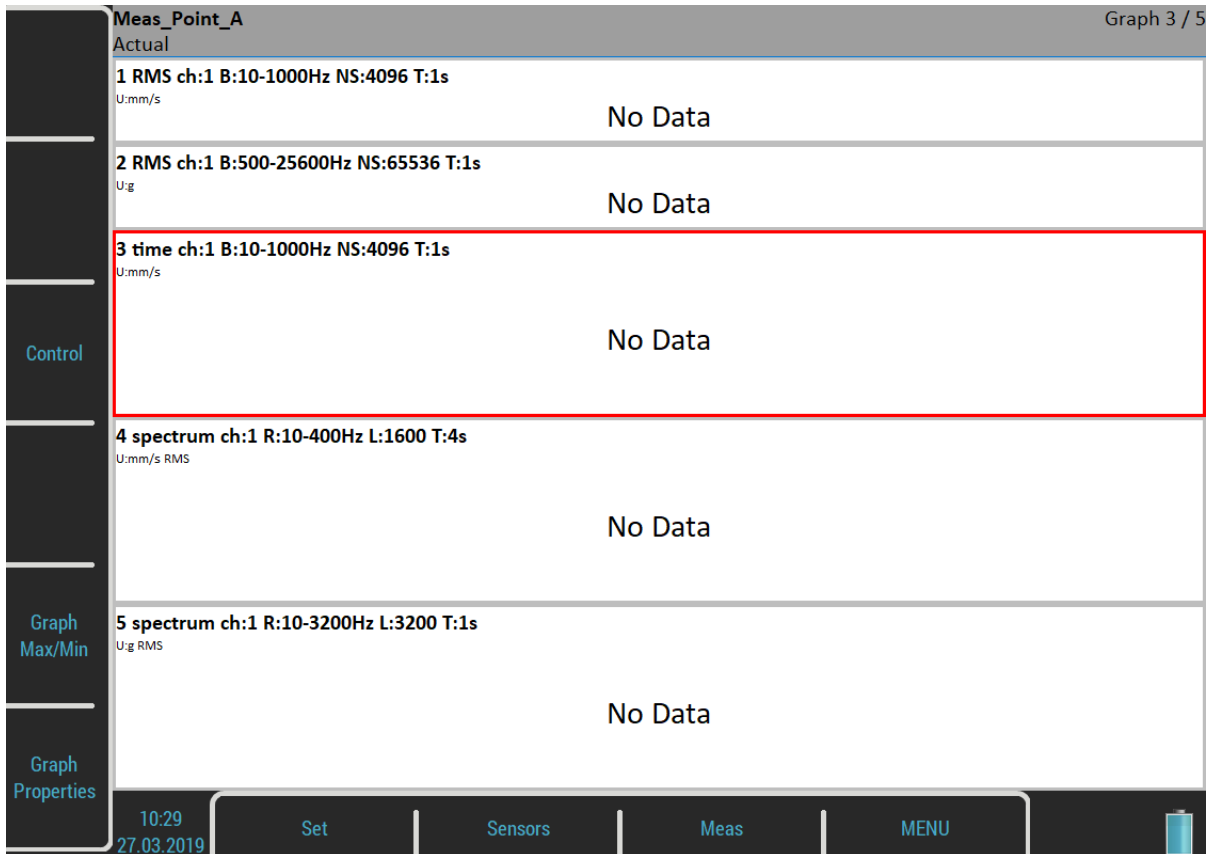 Meas_Point_A
Graph 3 / 5
Actual
1 RMS ch:1 B:10-1000Hz NS:4096 T:1s
U:mm/s
No Data
2 RMS ch:1 B:500-25600Hz NS:65536 T:1s
U:g
No Data
3 time ch:1 B:10-1000Hz NS:4096 T:1s
U:mm/s
No Data
Control
4 spectrum ch:1 R:10-400Hz L:1600 T:4s
U:mm/s RMS
No Data
Graph
Max/Min
5 spectrum ch:1 R:10-3200Hz L:3200 T:1s
U:g RMS
No Data
Graph
Properties
10:29
27.03.2019
Set
Sensors
Meas
MENU